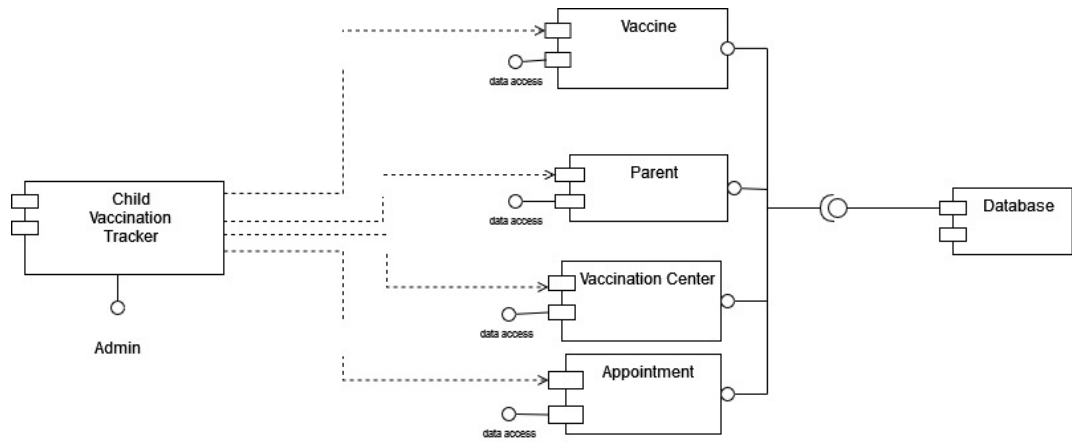 Vaccine
data access
Parent
data access
Child
Vaccination
Tracker
Database
Vaccination Center
data access
Admin
Appointment
data access